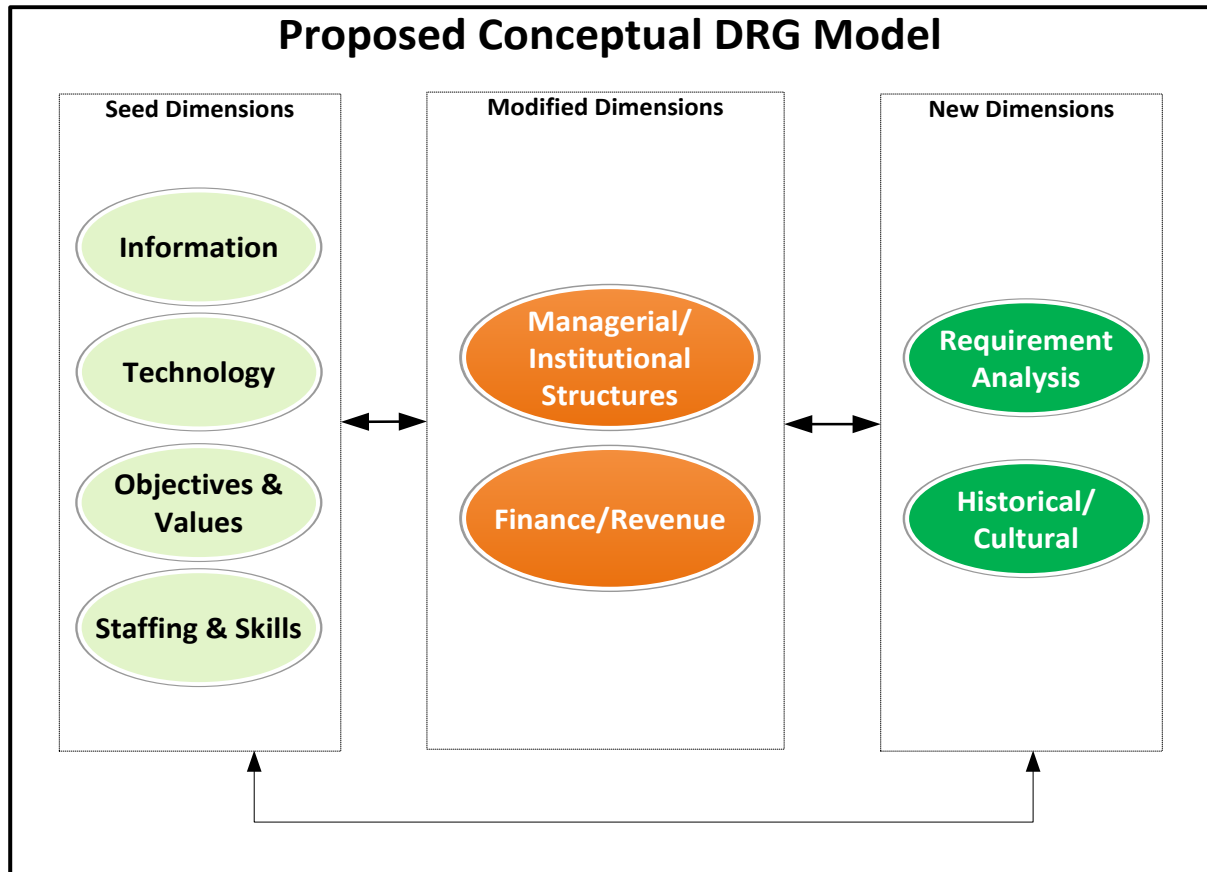 Proposed Conceptual DRG Model
Seed Dimensions
Information
Technology
Objectives &
Values
Staffing & Skills
Modified Dimensions
Managerial/
Institutional
Structures
Finance/Revenue
New Dimensions
Requirement
Analysis
Historical/
Cultural